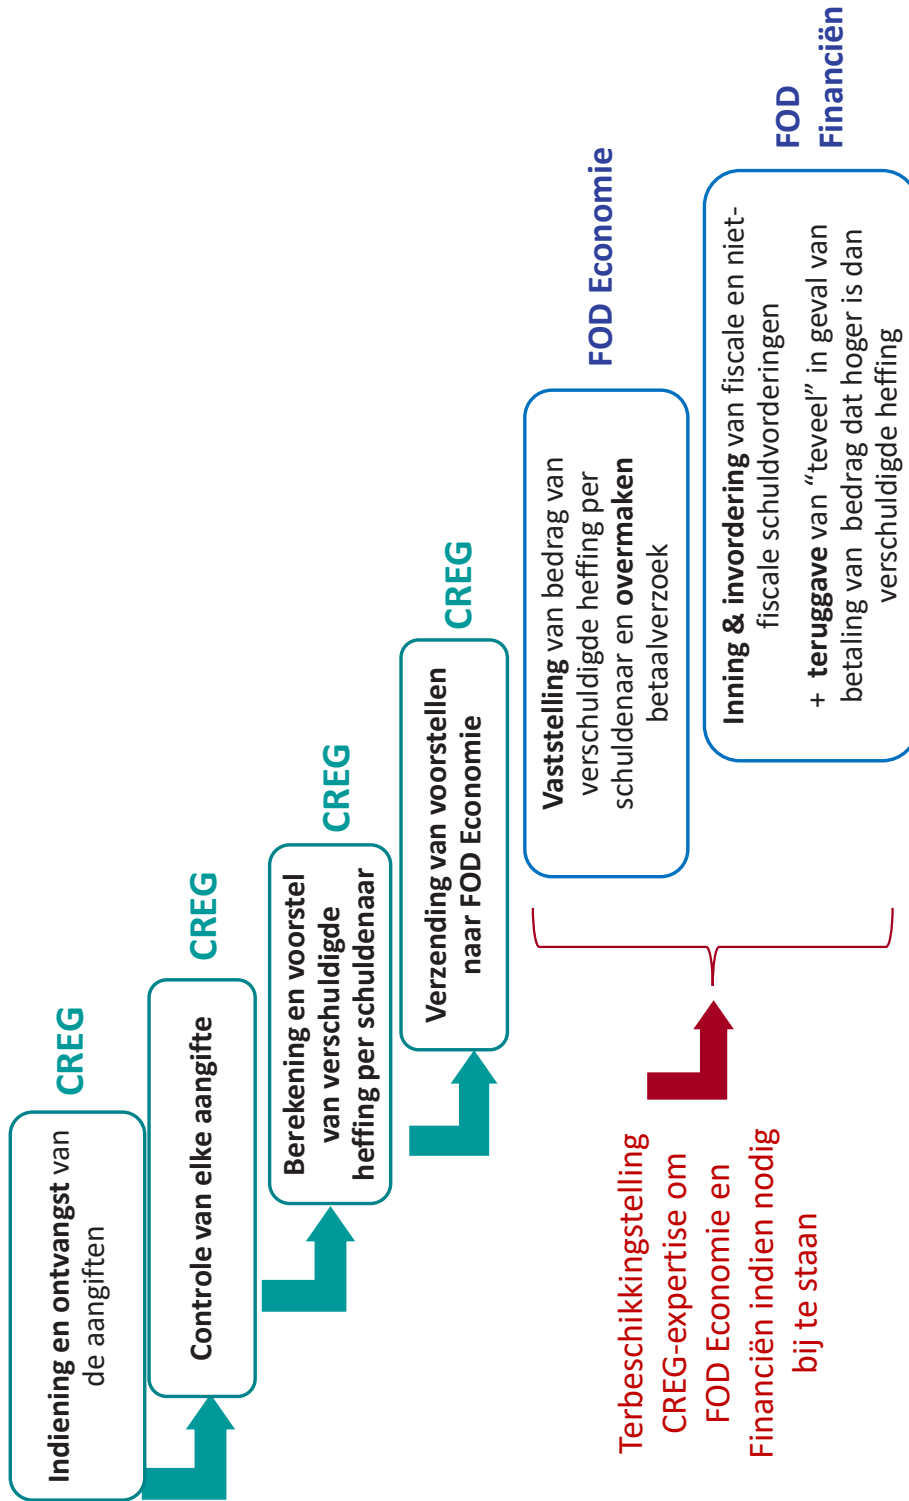 Indiening en ontvangst van
de aangiften
CREG
Controle van elke aangifte
CREG
Berekening en voorstel
van verschuldigde
heffing per schuldenaar
CREG
Verzending van voorstellen
naar FOD Economie
CREG
Vaststelling van bedrag van
verschuldigde heffing per
schuldenaar en overmaken
betaalverzoek
FOD Economie
Inning & invordering van fiscale en niet-
fiscale schuldvorderingen
+ teruggave van “teveel” in geval van
betaling van bedrag dat hoger is dan
verschuldigde heffing
FOD
Financiën
Terbeschikkingstelling
CREG-expertise om
FOD Economie en
Financiën indien nodig
bij te staan